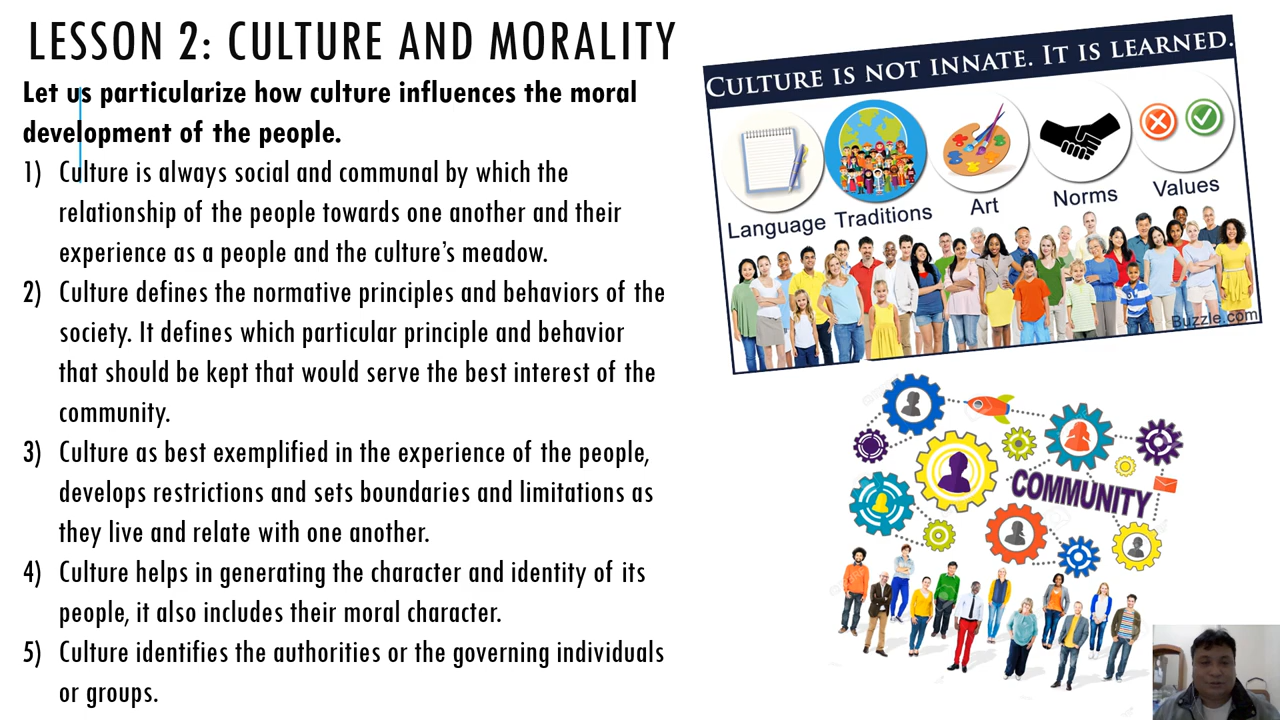 LESSON 2: CULTURE AND MORALITY
Let us particularize how culture influences the moral
development of the people.
1) Culture is always social and communal by which the
relationship of the people towards one another and their
experience as a people and the culture's meadow.
2) Culture defines the normative principles and behaviors of the
society. It defines which particular principle and behavior
that should be kept that would serve the best interest of the
community.
3) Culture as best exemplified in the experience of the people,
develops restrictions and sets boundaries and limitations as
they live and relate with one another.
4) Culture helps in generating the character and identity of its
people, it also includes their moral character.
5) Culture identifies the authorities or the governing individuals
or groups.
CULTURE IS NOT INNATE. IT IS LEARNED.
Language Traditions Art Norms Values
Buzzle.com
COMMUNITY